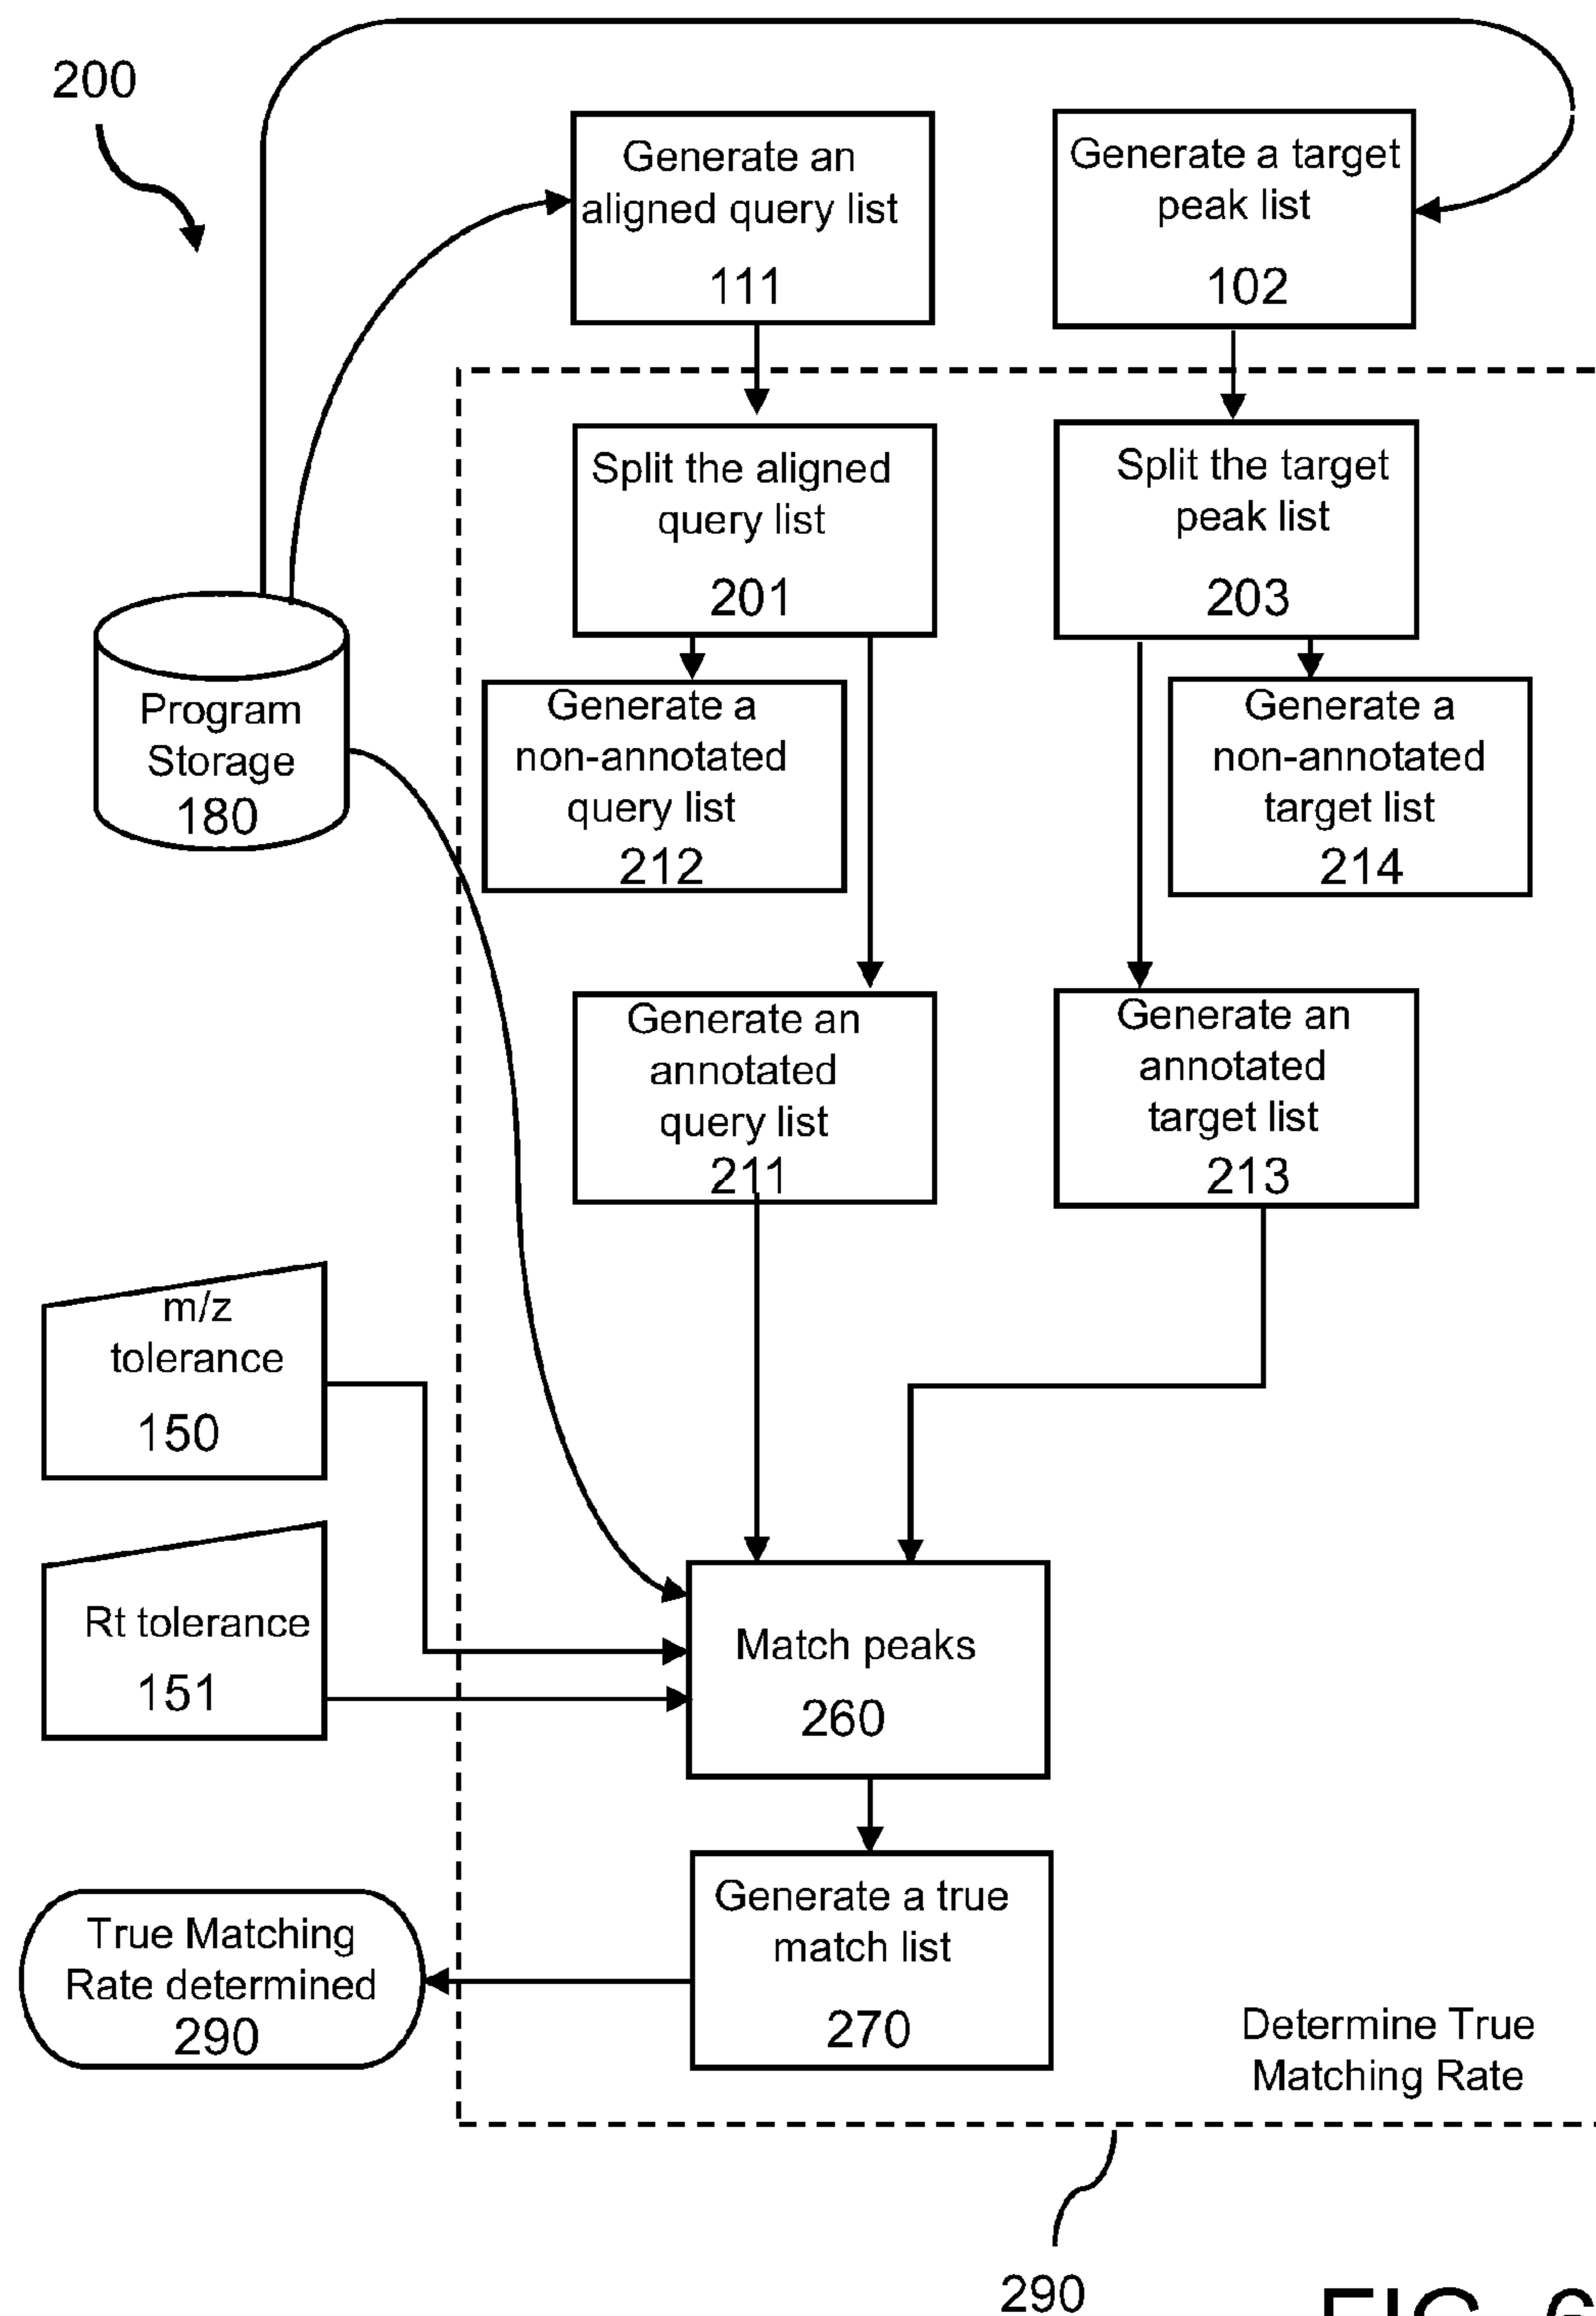 200
Generate an
aligned query list
111
Generate a target
peak list
102
Split the aligned
query list
201
Split the target
peak list
203
Program
Storage
180
Generate a
non-annotated
query list
212
Generate a
non-annotated
target list
214
Generate an
annotated
query list
211
Generate an
annotated
target list
213
m/z
tolerance
150
Rt tolerance
151
Match peaks
260
Generate a true
match list
270
True Matching
Rate determined
290
Determine True
Matching Rate
290
FIG.